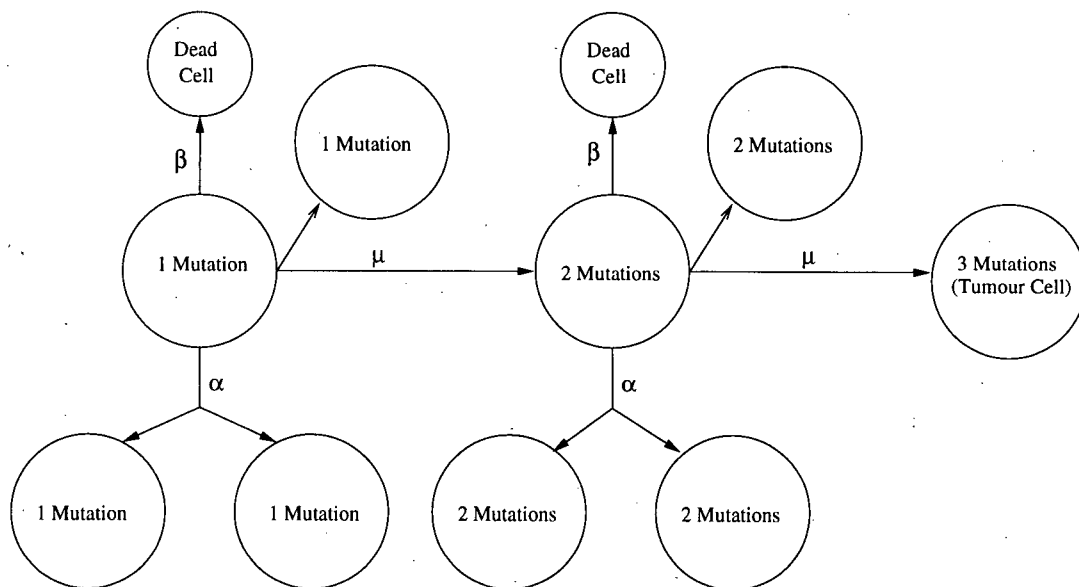 Dead
Cell
Dead
Cell
1 Mutation
2 Mutations
β
β
1 Mutation
μ
2 Mutations
μ
3 Mutations
(Tumour Cell)
α
α
1 Mutation
1 Mutation
2 Mutations
2 Mutations